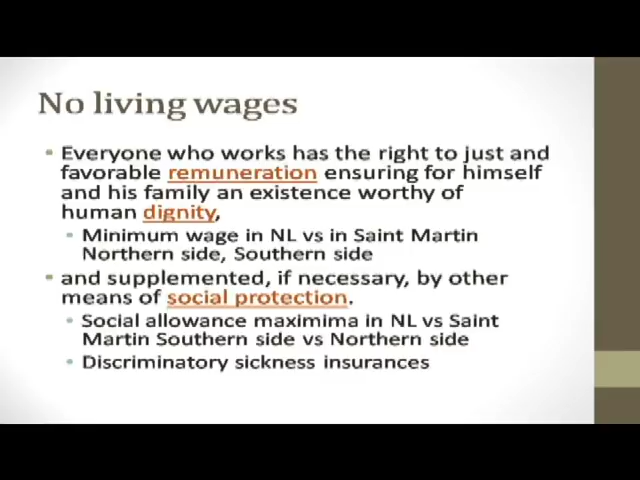 No living wages
• Everyone who works has the right to just and
favorable remuneration ensuring for himself
and his family an existence worthy of
human dignity,
• Minimum wage in NL vs in Saint Martin
Northern side, Southern side
• and supplemented, if necessary, by other
means of social protection.
• Social allowance maximima in NL vs Saint
Martin Southern side vs Northern side
• Discriminatory sickness insurances